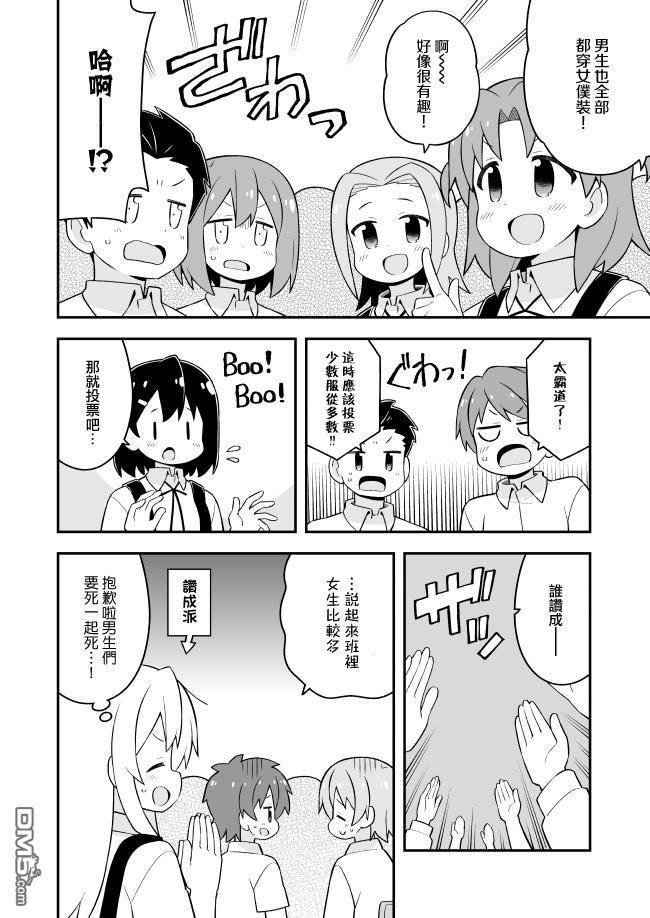 男生也全部
都穿女僕裝！
啊～～
好像很有趣！
ざわっ
哈啊——!?
太霸道了！
ぐわっ！
這時應該投票
少數服從多數!!
Boo!
Boo!
那就投票吧…
誰讚成——
ザザッ
…說起來班裡
女生比較多
讚成派
抱歉啦男生們
要死一起死…！
DM5.com